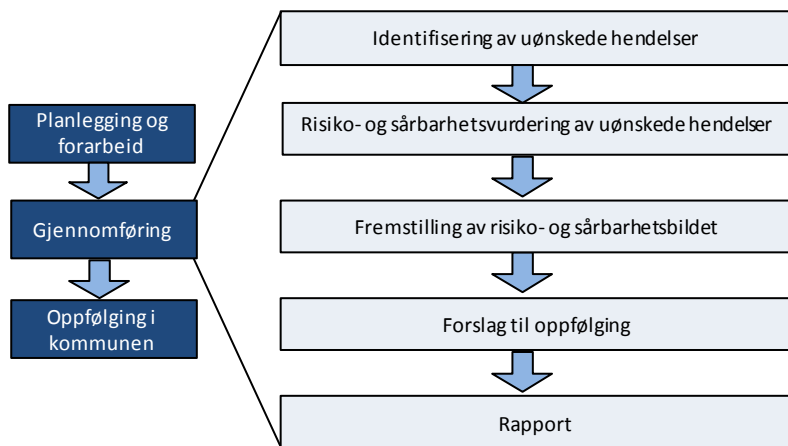 Planlegging og
forarbeid
Gjennomføring
Oppfølging i
kommunen
Identifisering av uønskede hendelser
Risiko- og sårbarhetsvurdering av uønskede hendelser
Fremstilling av risiko- og sårbarhetsbildet
Forslag til oppfølging
Rapport